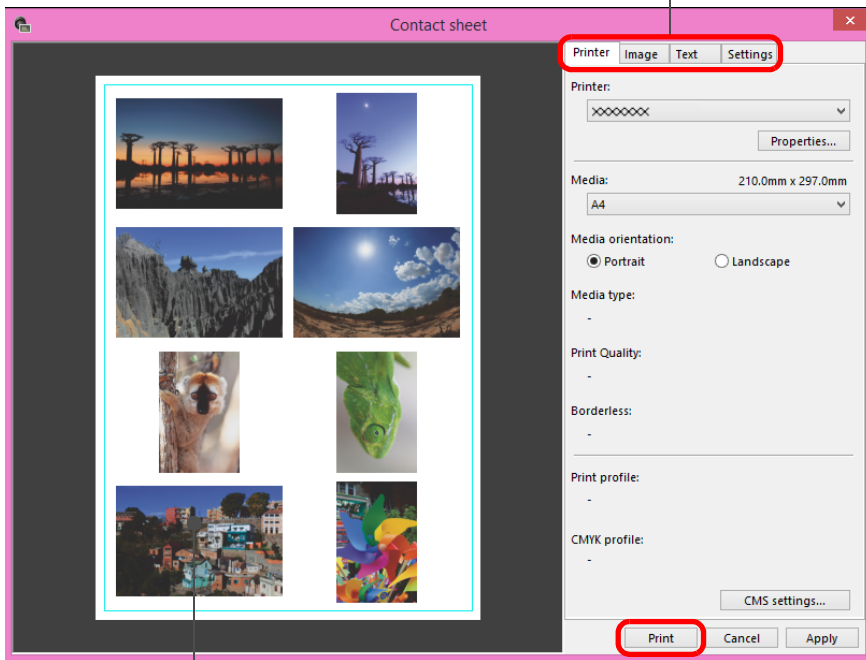 Contact sheet
Printer Image Text Settings
Printer:
XXXXXXXX
Properties...
Media: 210.0mm x 297.0mm
A4
Media orientation:
Portrait Landscape
Media type:
-
Print Quality:
-
Borderless:
-
Print profile:
-
CMYK profile:
-
CMS settings...
Print Cancel Apply